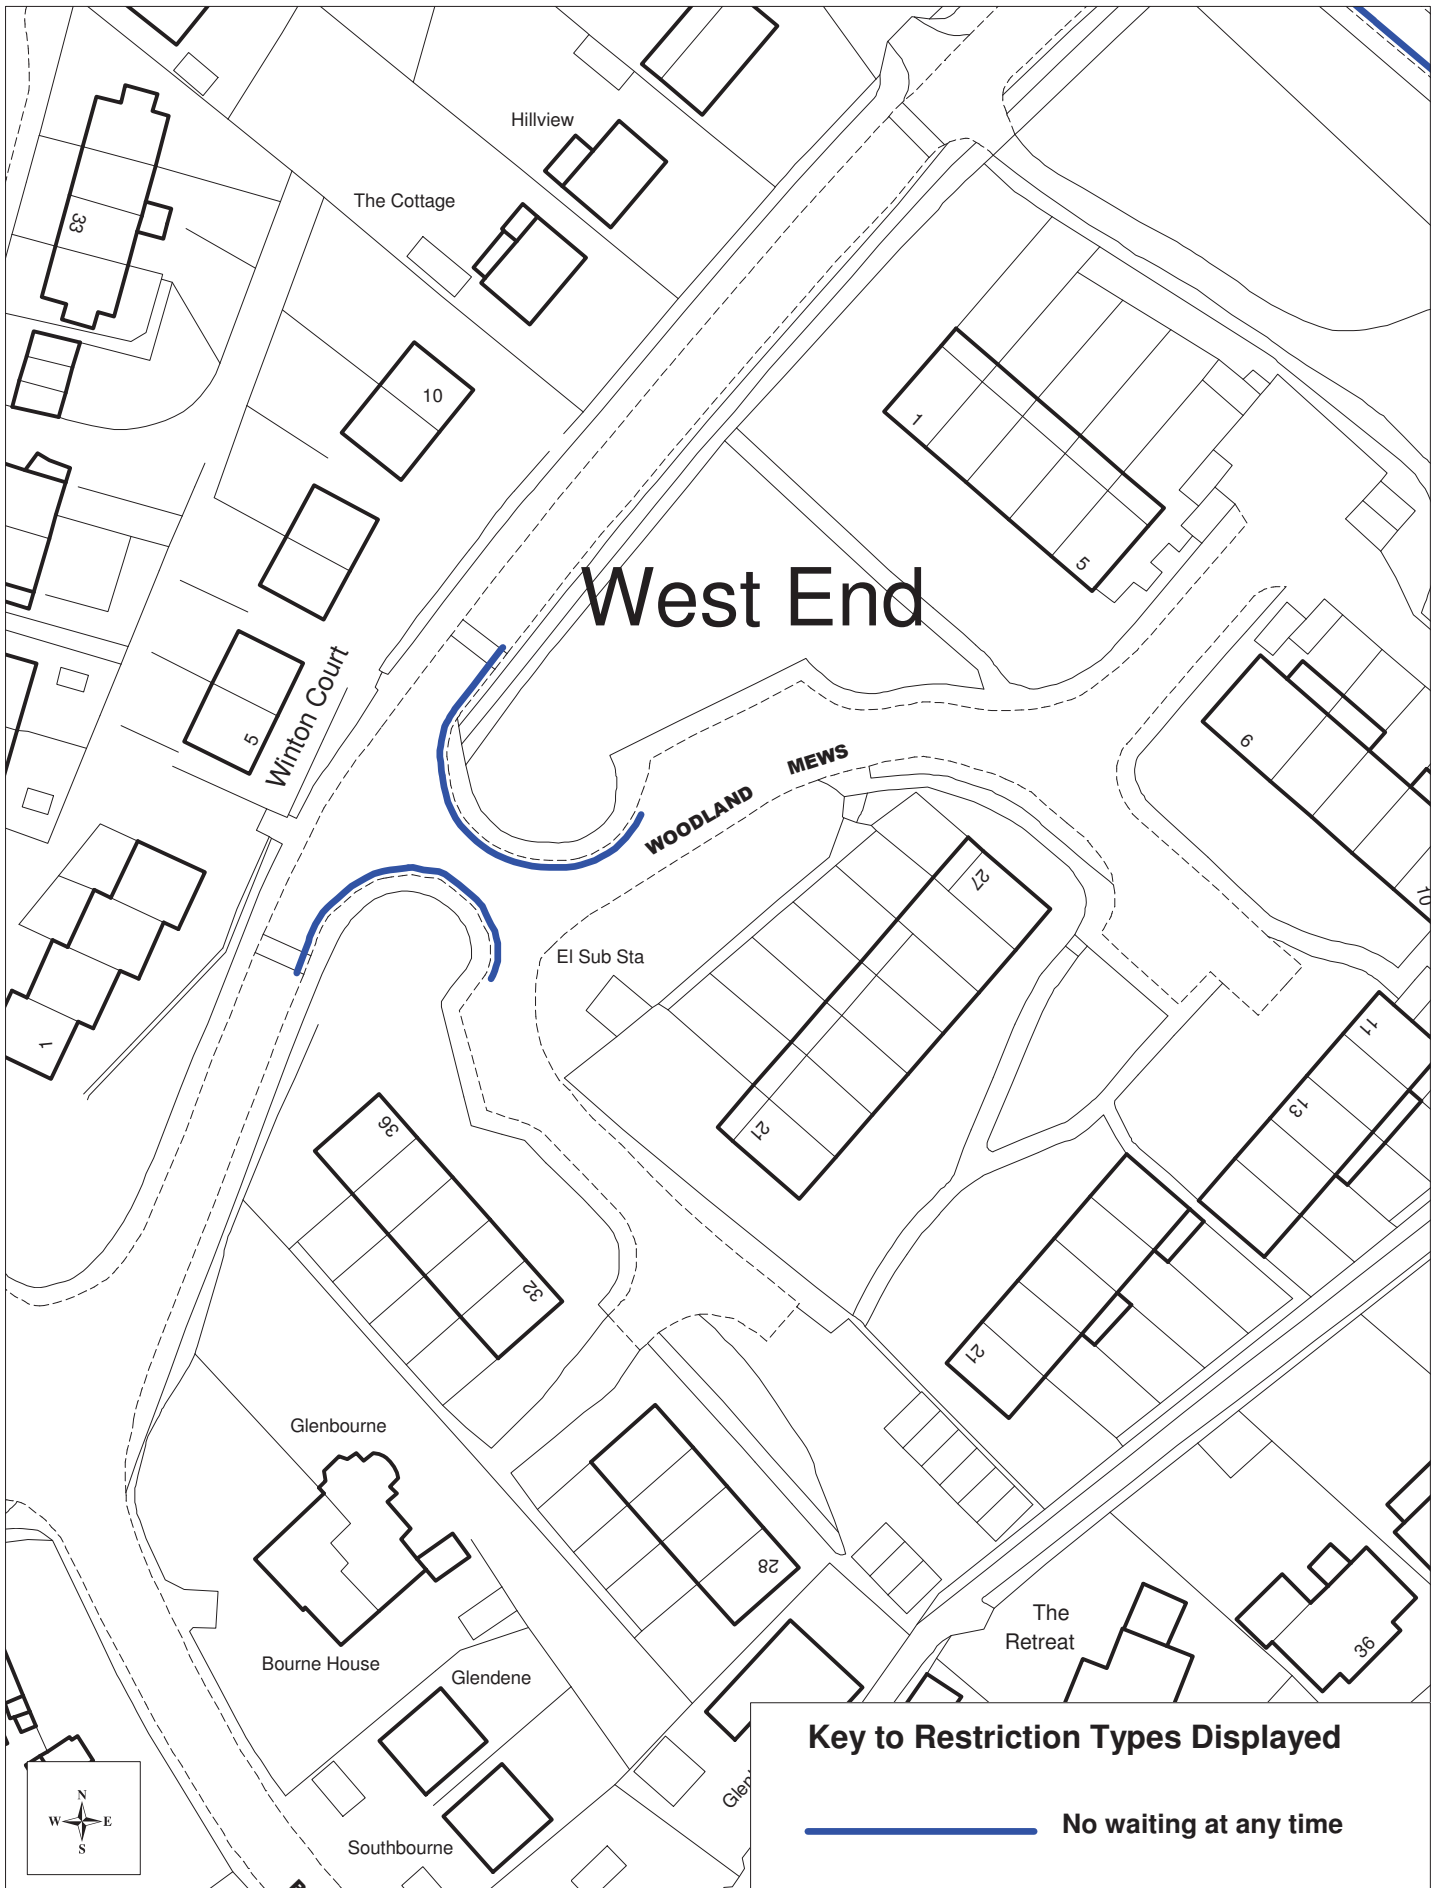 Hillview
The Cottage
33
10
1
5
West End
Winton Court
5
6
WOODLAND MEWS
27
10
El Sub Sta
1
11
13
36
21
32
21
Glenbourne
28
The
Retreat
36
Bourne House
Glendene
Key to Restriction Types Displayed
N
W E
S
No waiting at any time
Southbourne